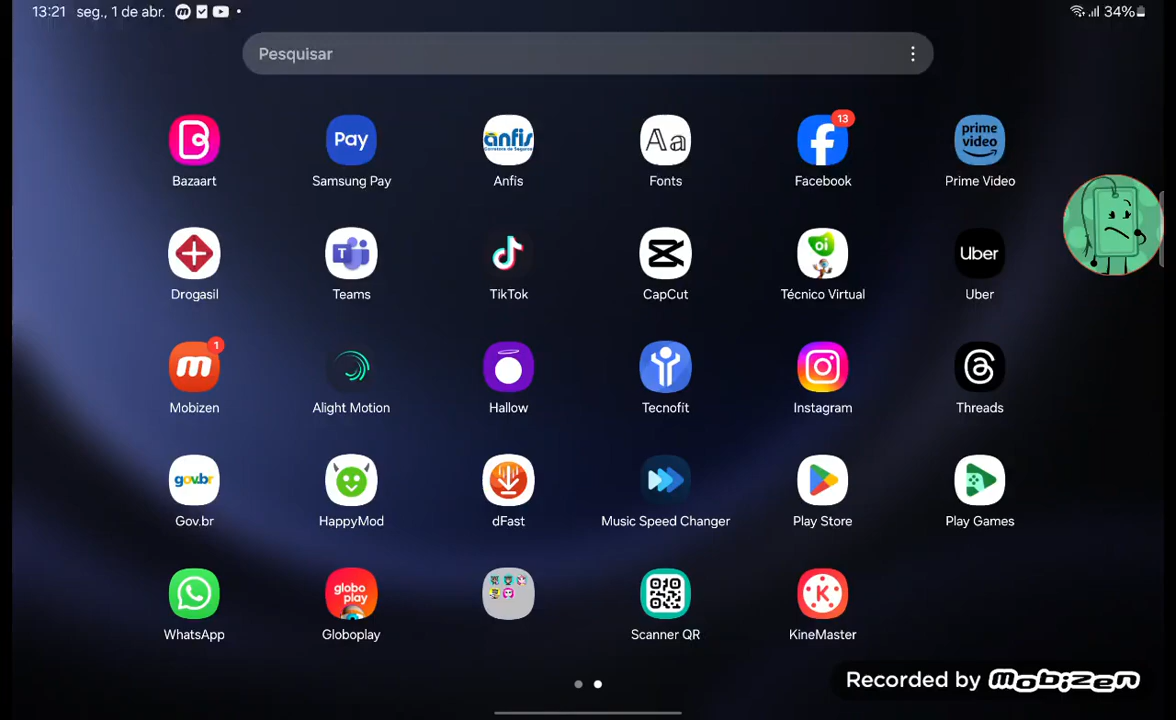 13:21 seg., 1 de abr. 34%
Pesquisar
Pay
anfis
Corretora de Seguros
Aa
13
prime video
Bazaart Samsung Pay Anfis Fonts Facebook Prime Video
T
oi
Uber
Drogasil Teams TikTok CapCut Técnico Virtual Uber
m
1
Mobizen Alight Motion Hallow Tecnofit Instagram Threads
gov.br
Gov.br HappyMod dFast Music Speed Changer Play Store Play Games
globo
play
K
WhatsApp Globoplay Scanner QR KineMaster
Recorded by mobizen